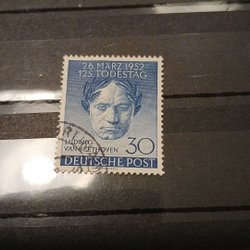 26. MÄRZ 1952
125. TODESTAG
LUDWIG
VAN BEETHOVEN
30
DEUTSCHE POST